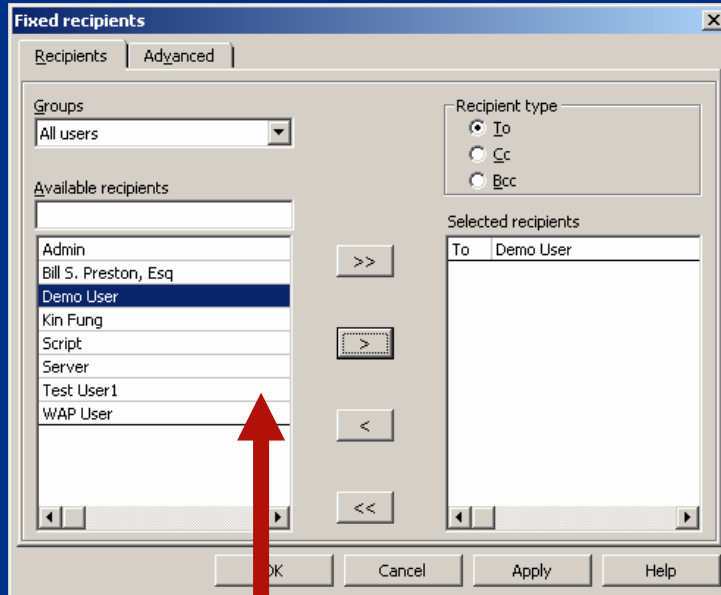 Fixed recipients
Recipients
Advanced
Groups
All users
Available recipients
Admin
Bill S. Preston, Esq
Demo User
Kin Fung
Script
Server
Test User1
WAP User
>>
>
<
<<
Recipient type
To
Cc
Bcc
Selected recipients
To Demo User
Cancel
Apply
Help